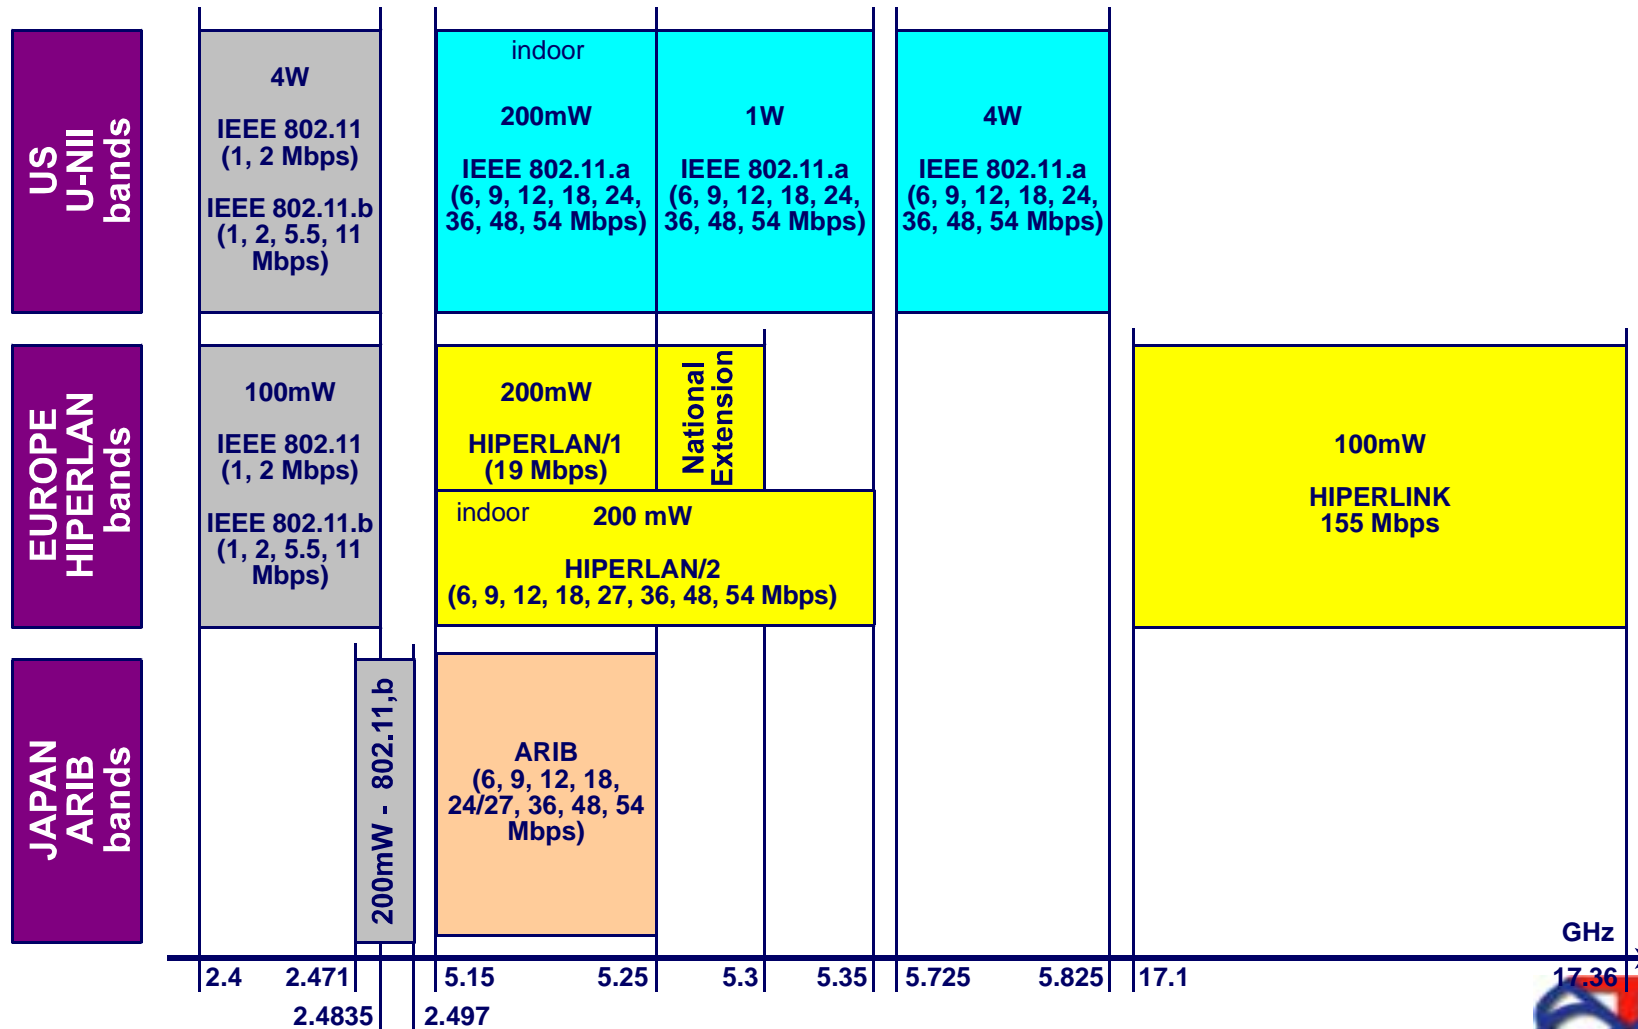 US
U-NII
bands
4W
IEEE 802.11
(1, 2 Mbps)
IEEE 802.11.b
(1, 2, 5.5, 11
Mbps)
indoor
200mW
IEEE 802.11.a
(6, 9, 12, 18, 24,
36, 48, 54 Mbps)
1W
IEEE 802.11.a
(6, 9, 12, 18, 24,
36, 48, 54 Mbps)
4W
IEEE 802.11.a
(6, 9, 12, 18, 24,
36, 48, 54 Mbps)
EUROPE
HIPERLAN
bands
100mW
IEEE 802.11
(1, 2 Mbps)
IEEE 802.11.b
(1, 2, 5.5, 11
Mbps)
200mW
HIPERLAN/1
(19 Mbps)
National
Extension
indoor 200 mW
HIPERLAN/2
(6, 9, 12, 18, 27, 36, 48, 54 Mbps)
100mW
HIPERLINK
155 Mbps
JAPAN
ARIB
bands
200mW - 802.11,b
ARIB
(6, 9, 12, 18,
24/27, 36, 48, 54
Mbps)
GHz
2.4 2.471 5.15 5.25 5.3 5.35 5.725 5.825 17.1 17.36
2.4835 2.497